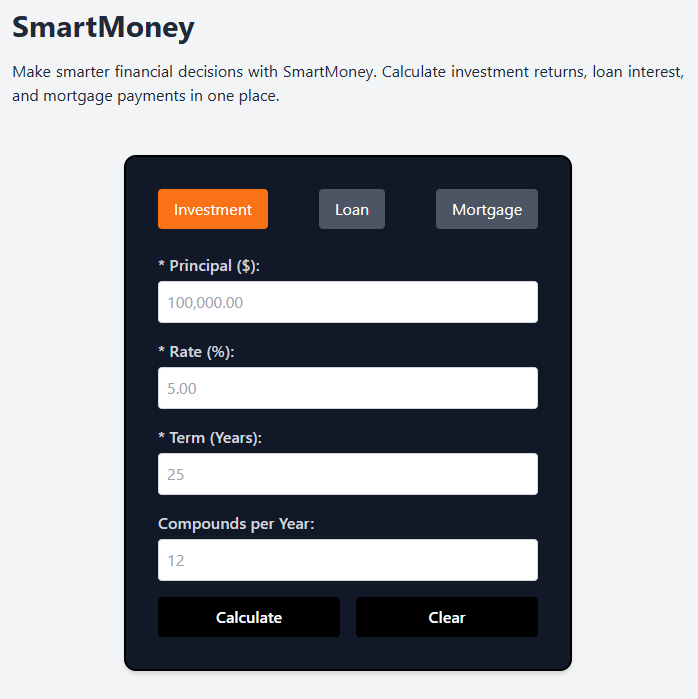 SmartMoney
Make smarter financial decisions with SmartMoney. Calculate investment returns, loan interest,
and mortgage payments in one place.
Investment Loan Mortgage
* Principal ($):
100,000.00
* Rate (%):
5.00
* Term (Years):
25
Compounds per Year:
12
Calculate Clear